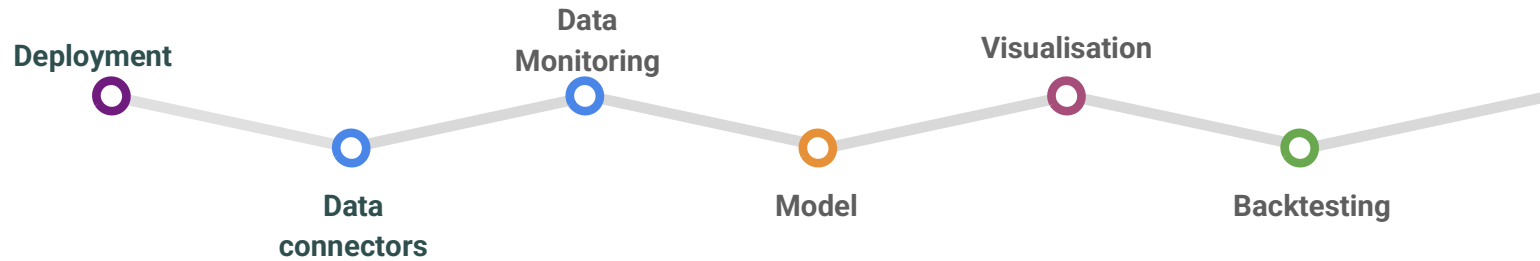 Deployment
Data
connectors
Data
Monitoring
Model
Visualisation
Backtesting